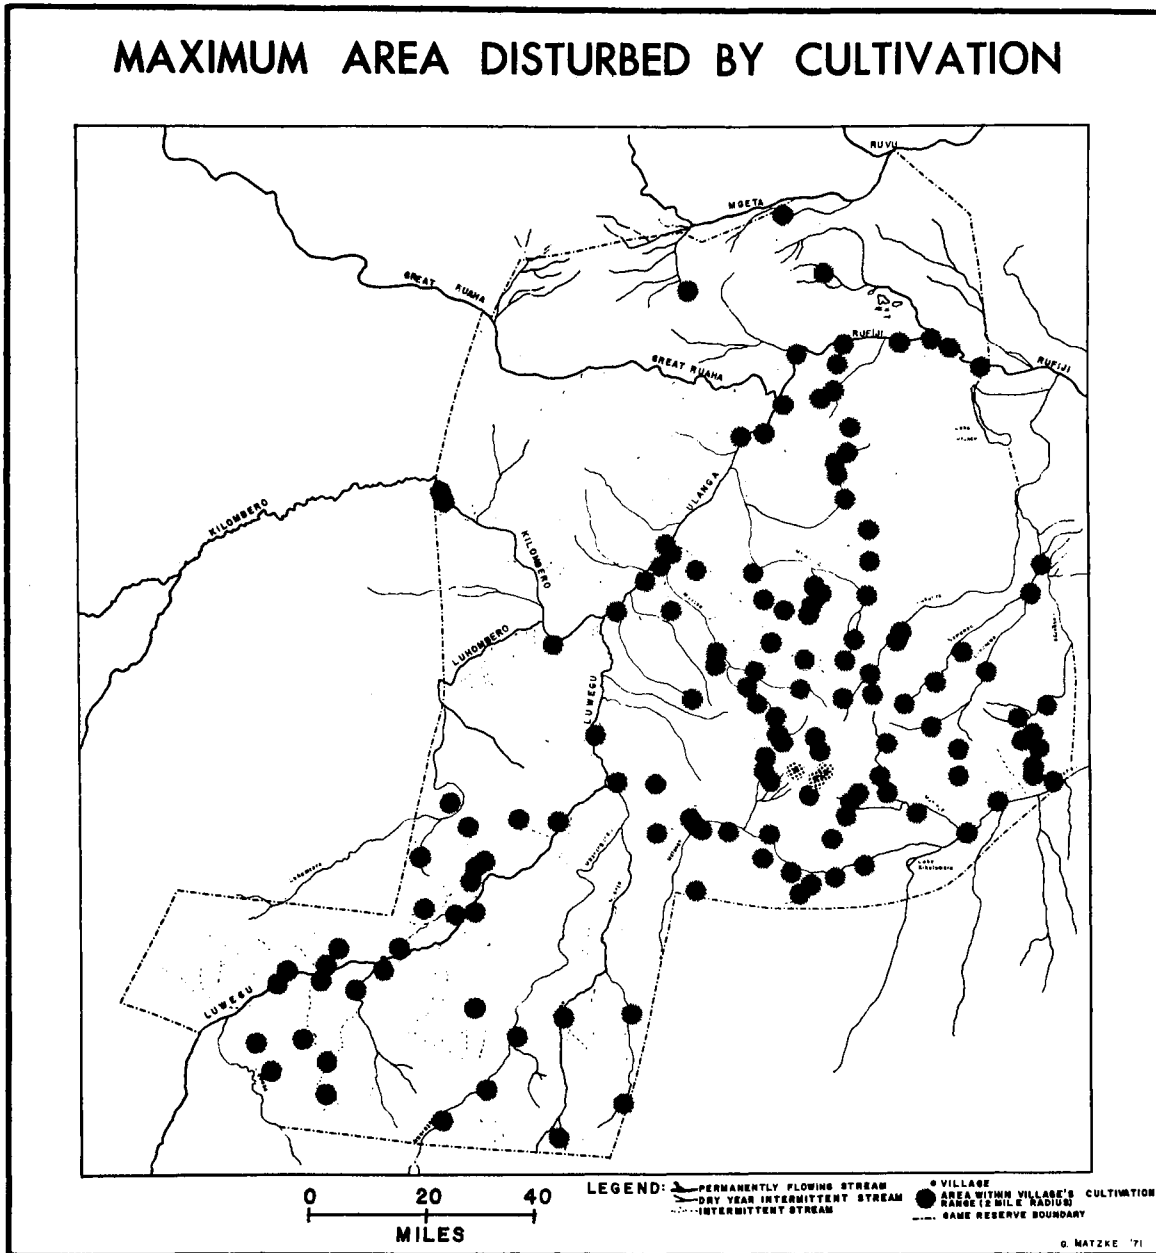 MAXIMUM AREA DISTURBED BY CULTIVATION
RUVU
MGETA
GREAT RUAHA
RUFIJI
RUFIJI
GREAT RUAHA
ULANGA
KILOMBERO
KILOMBERO
LUHOMBERO
LUWEGU
LUWEGU
LEGEND:
PERMANENTLY FLOWING STREAM
DRY YEAR INTERMITTENT STREAM
INTERMITTENT STREAM
VILLAGE
AREA WITHIN VILLAGE'S CULTIVATION
RANGE (2 MILE RADIUS)
GAME RESERVE BOUNDARY
0 20 40
MILES
G. MATZKE '71